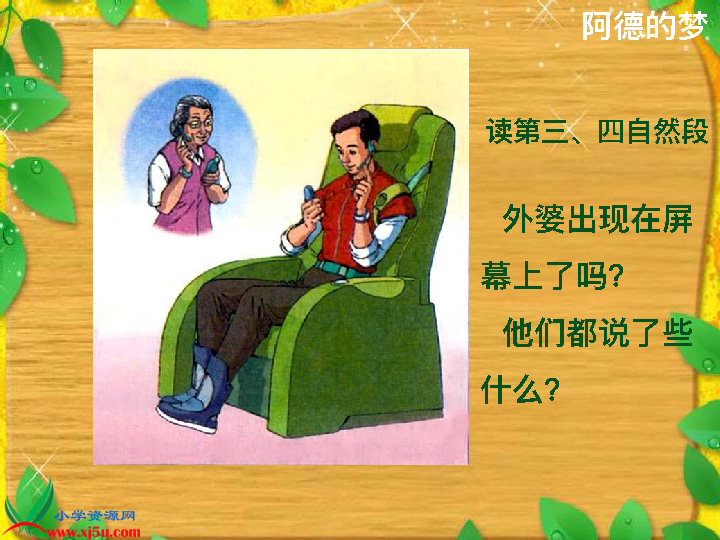 阿德的梦
读第三、四自然段
外婆出现在屏
幕上了吗?
他们都说了些
什么?
小学资源网
www.xj5u.com